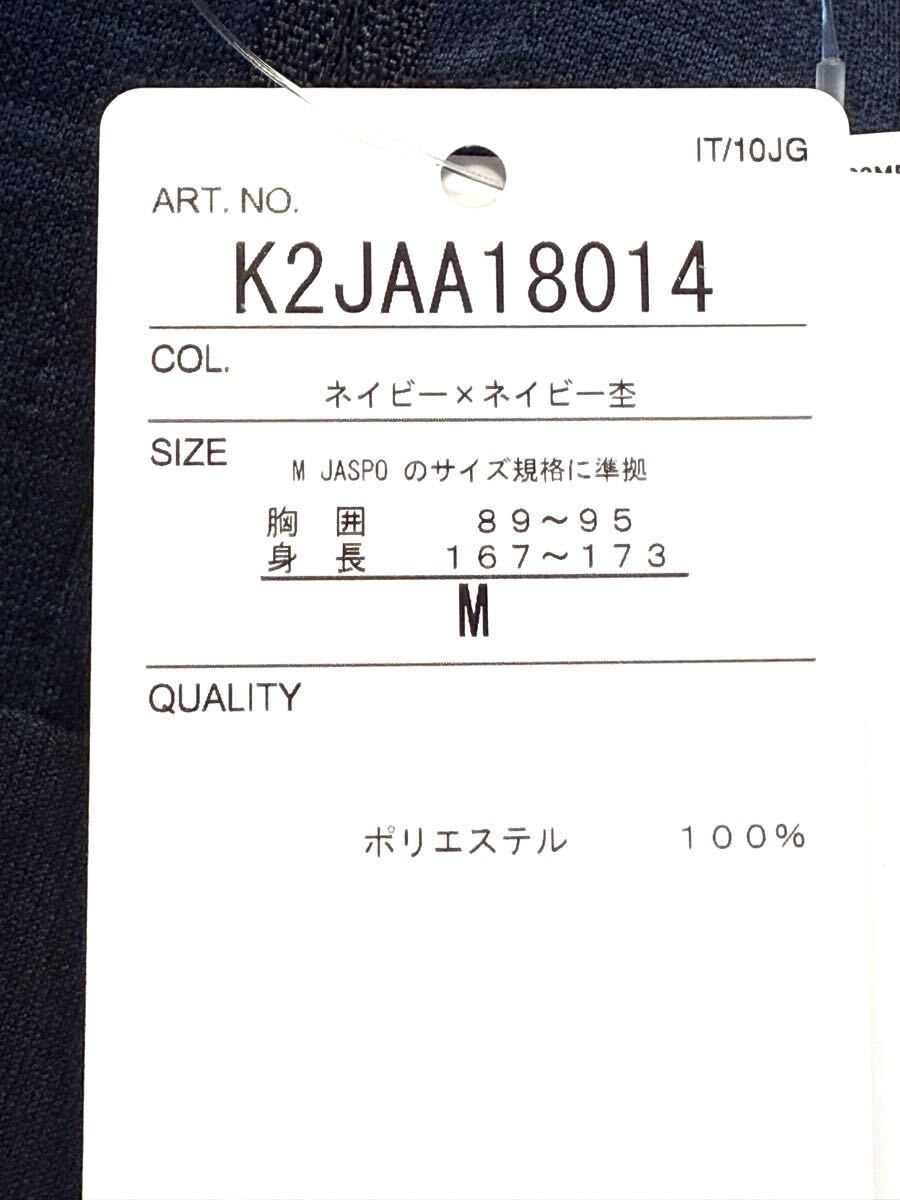 IT/10JG
ART. NO.
K2JAA18014
COL.
ネイビー×ネイビー杢
SIZE
M JASPO のサイズ規格に準拠
胸 囲 89～95
身 長 167～173
M
QUALITY
ポリエステル 100%